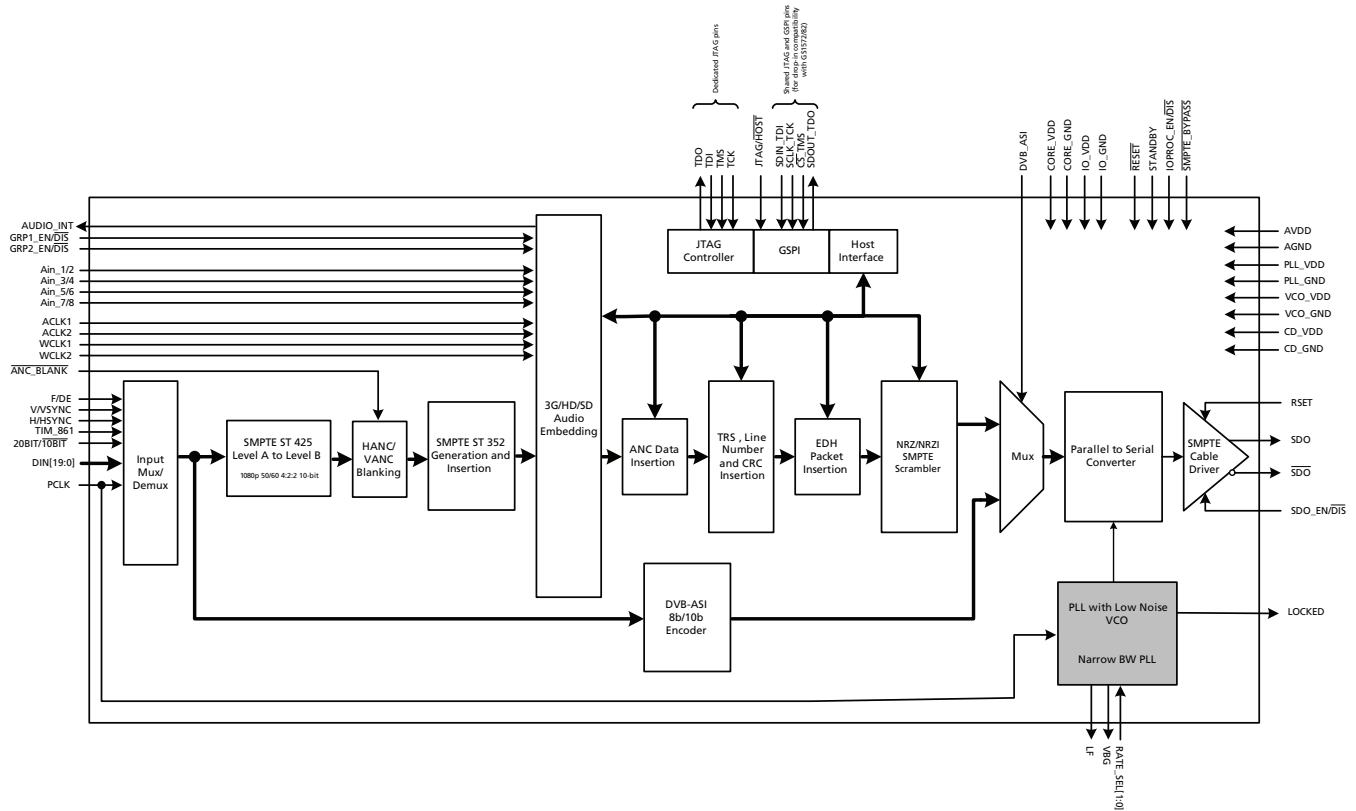 Dedicated JTAG pins
Shared JTAG and GSPI pins
(for drop-in compatibility
with GS1572/82)
TDO
TDI
TMS
TCK
JTAG/HOST
SDIN_TDI
SCLK_TCK
CS_TMS
SDOUT_TDO
DVB_ASI
CORE_VDD
CORE_GND
IO_VDD
IO_GND
RESET
STANDBY
IOPROC_EN/DIS
SMPTE_BYPASS
AUDIO_INT
GRP1_EN/DIS
GRP2_EN/DIS
Ain_1/2
Ain_3/4
Ain_5/6
Ain_7/8
ACLK1
ACLK2
WCLK1
WCLK2
ANC_BLANK
F/DE
V/VSYNC
H/HSYNC
TIM_861
20BIT/10BIT
DIN[19:0]
PCLK
JTAG
Controller
GSPI
Host
Interface
AVDD
AGND
PLL_VDD
PLL_GND
VCO_VDD
VCO_GND
CD_VDD
CD_GND
RSET
SDO
SDO
SDO_EN/DIS
LOCKED
Input
Mux/
Demux
SMPTE ST 425
Level A to Level B
1080p 50/60 4:2:2 10-bit
HANC/
VANC
Blanking
SMPTE ST 352
Generation and
Insertion
3G/HD/SD
Audio
Embedding
ANC Data
Insertion
TRS , Line
Number
and CRC
Insertion
EDH
Packet
Insertion
NRZ/NRZI
SMPTE
Scrambler
Mux
Parallel to Serial
Converter
SMPTE
Cable
Driver
DVB-ASI
8b/10b
Encoder
PLL with Low Noise
VCO
Narrow BW PLL
LF
VBG
RATE_SEL[1:0]